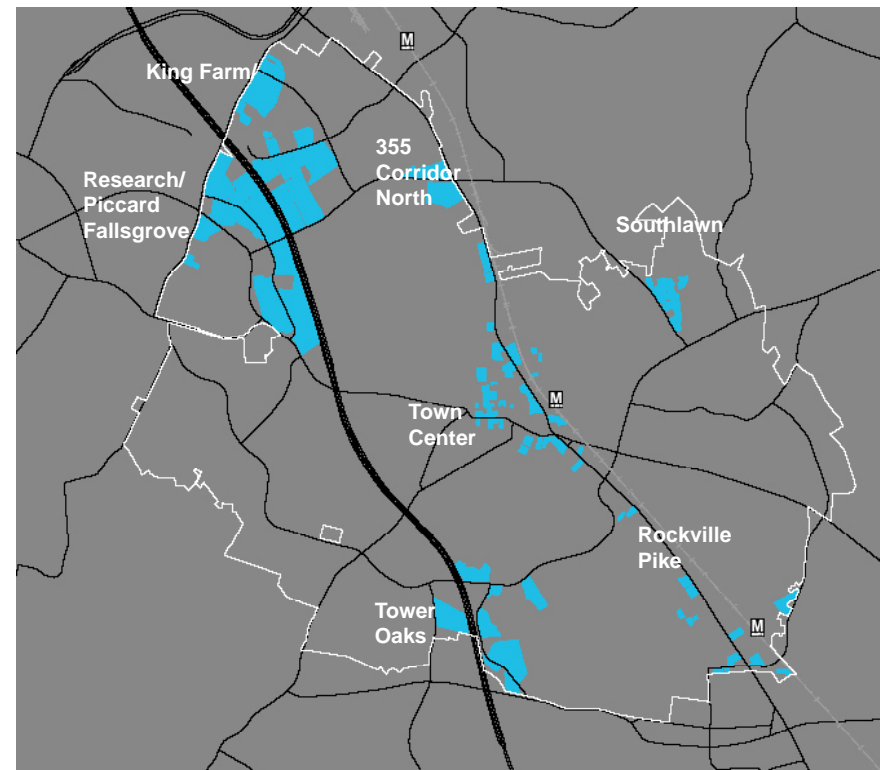 M
King Farm/
355
Corridor
North
Research/
Piccard
Fallsgrove
Southlawn
M
Town
Center
Rockville
Pike
Tower
Oaks
M